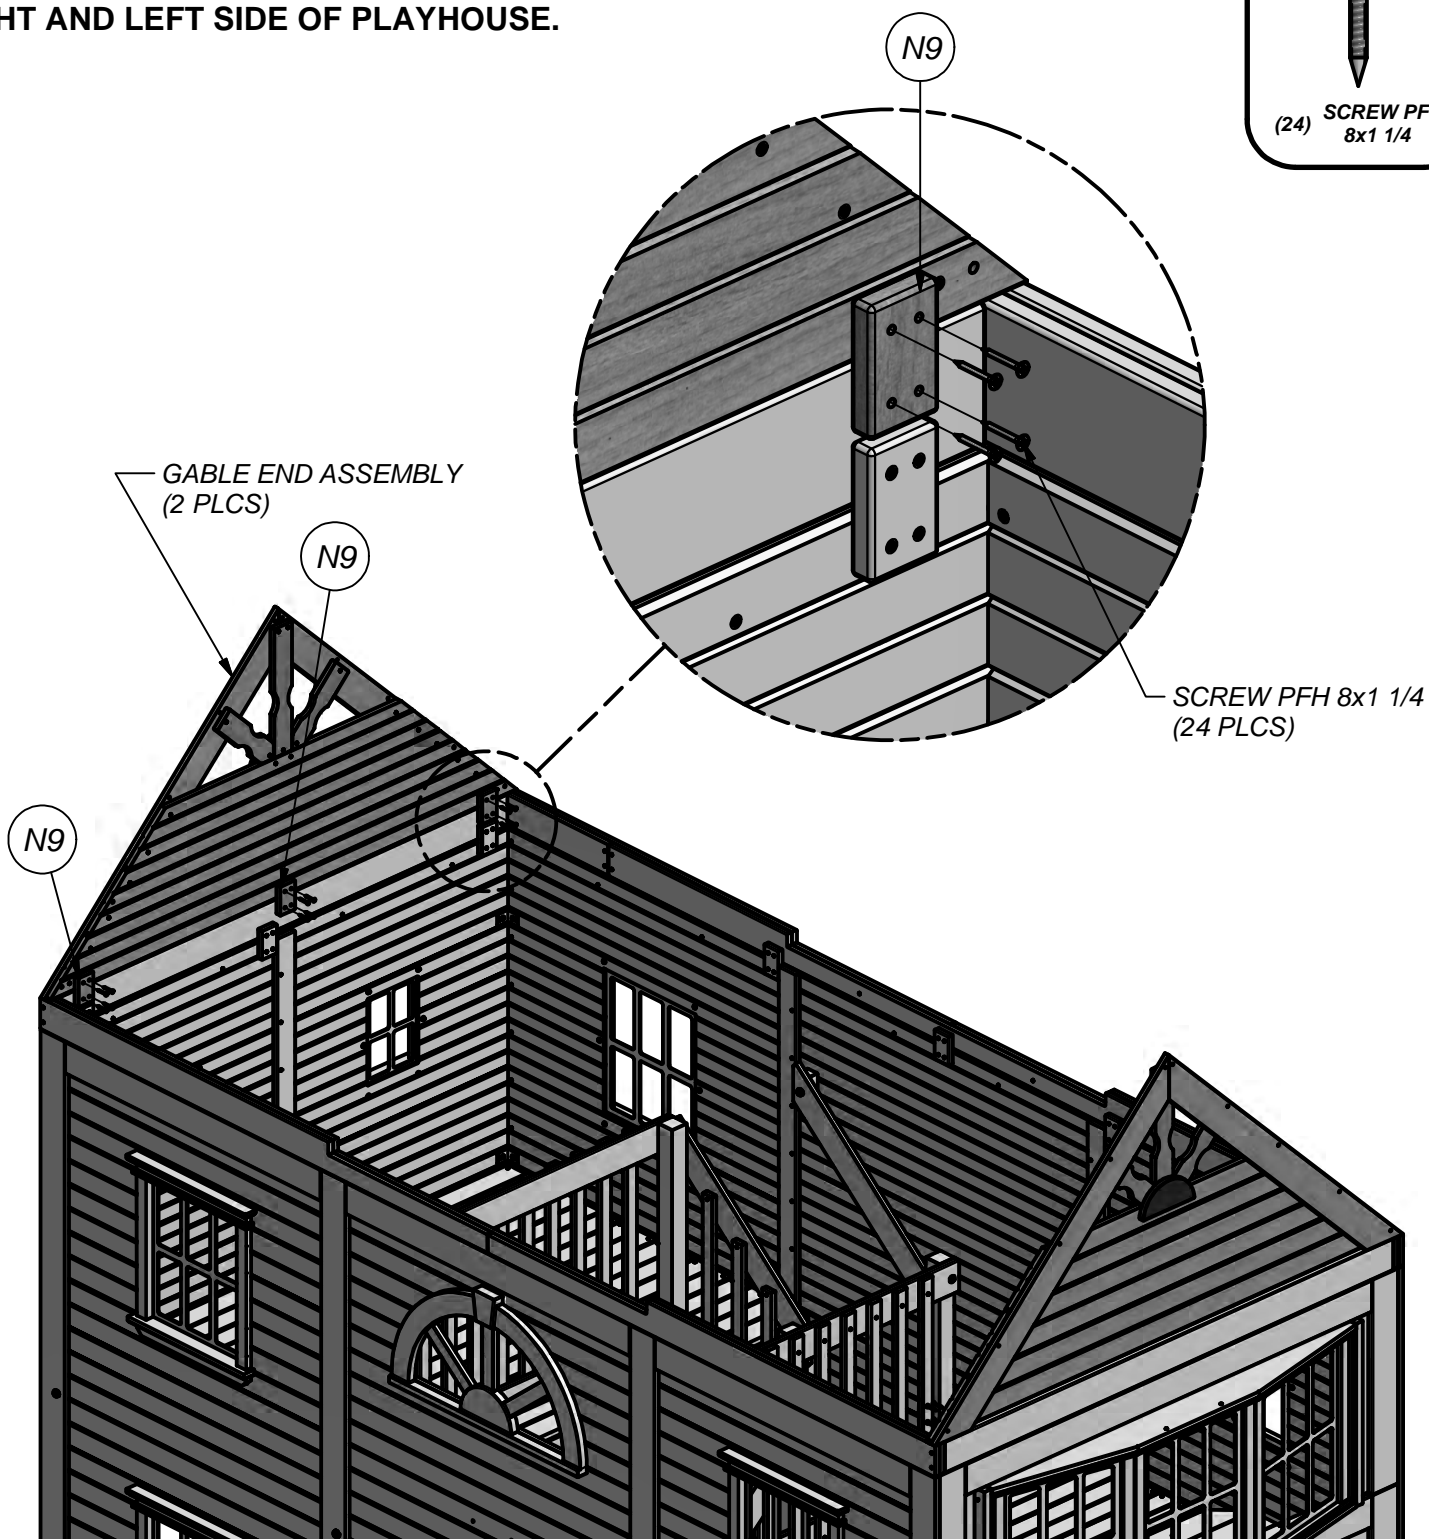 HT AND LEFT SIDE OF PLAYHOUSE.
N9
(24) SCREW PF
8x1 1/4
GABLE END ASSEMBLY
(2 PLCS)
N9
SCREW PFH 8x1 1/4
(24 PLCS)
N9